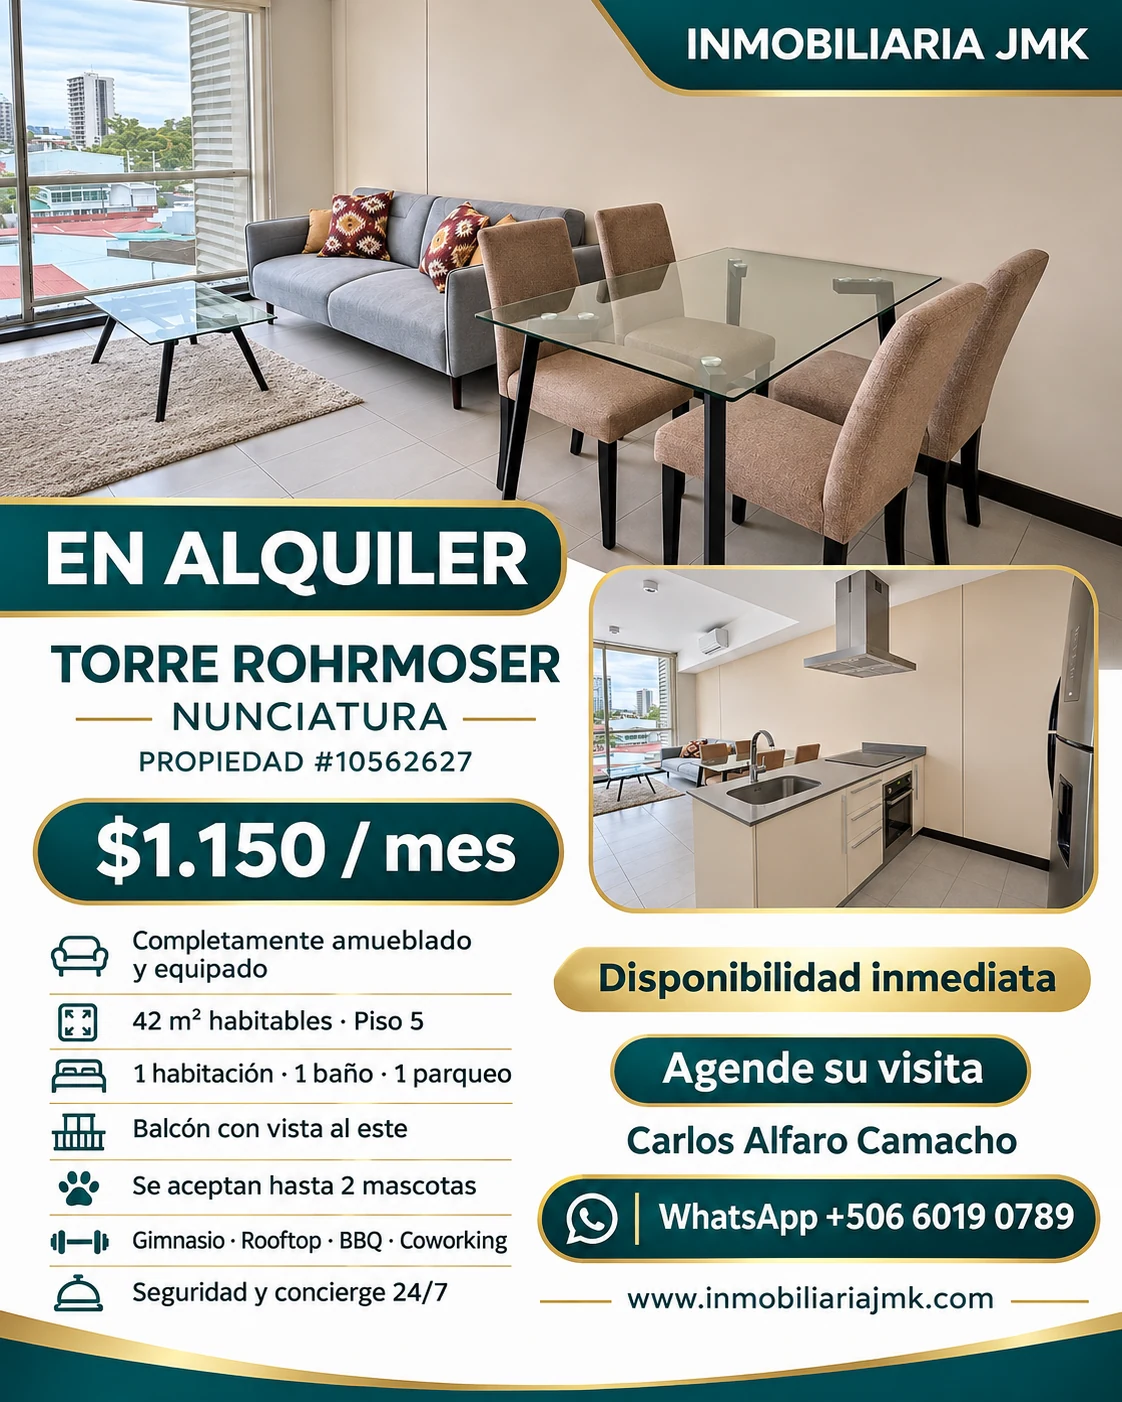 INMOBILIARIA JMK
EN ALQUILER
TORRE ROHRMOSER
NUNCIATURA
PROPIEDAD #10562627
$1.150 / mes
Completamente amueblado
y equipado
42 m² habitables · Piso 5
1 habitación · 1 baño · 1 parqueo
Balcón con vista al este
Se aceptan hasta 2 mascotas
Gimnasio · Rooftop · BBQ · Coworking
Seguridad y concierge 24/7
Disponibilidad inmediata
Agende su visita
Carlos Alfaro Camacho
WhatsApp +506 6019 0789
www.inmobiliariajmk.com